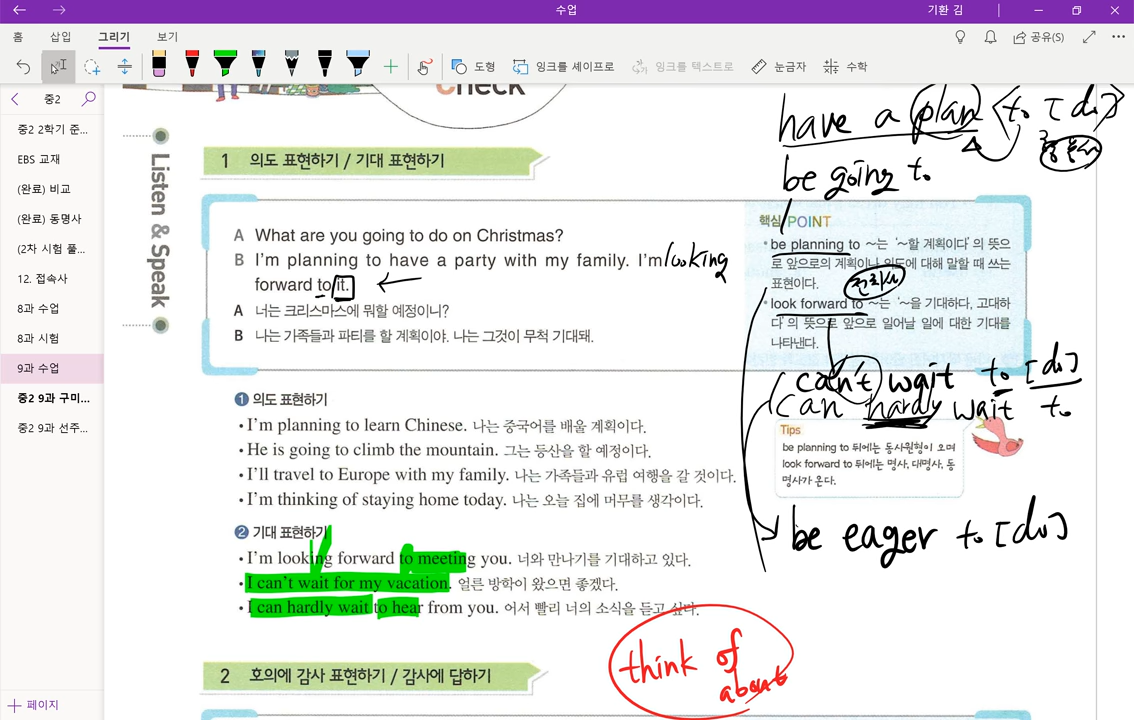 수업
기환 김
홈 삽입 그리기 보기
공유(S)
도형 잉크를 셰이프로 잉크를 텍스트로 눈금자 수학
중2
중2 2학기 준...
EBS 교재
(완료) 비교
(완료) 동명사
(2차 시험 풀...
12. 접속사
8과 수업
8과 시험
9과 수업
중2 9과 구미...
중2 9과 선주...
페이지
Check
Listen & Speak
have a plan <to [do]>
be going to
1 의도 표현하기 / 기대 표현하기
A What are you going to do on Christmas?
B I'm planning to have a party with my family. I'm looking
forward to it.
A 너는 크리스마스에 뭐할 예정이니?
B 나는 가족들과 파티를 할 계획이야. 나는 그것이 무척 기대돼.
핵심 POINT
• be planning to ~는 '~할 계획이다'의 뜻으
로 앞으로의 계획이나 의도에 대해 말할 때 쓰는
표현이다.
전치사
• look forward to ~는 '~을 기대하다, 고대하
다'의 뜻으로 앞으로 일어날 일에 대한 기대를
나타낸다.
can't wait to [do]
can hardly wait to
Tips
be planning to 뒤에는 동사원형이 오며
look forward to 뒤에는 명사, 대명사, 동
명사가 온다.
be eager to [do]
1 의도 표현하기
• I'm planning to learn Chinese. 나는 중국어를 배울 계획이다.
• He is going to climb the mountain. 그는 등산을 할 예정이다.
• I'll travel to Europe with my family. 나는 가족들과 유럽 여행을 갈 것이다.
• I'm thinking of staying home today. 나는 오늘 집에 머무를 생각이다.
2 기대 표현하기
• I'm looking forward to meeting you. 너와 만나기를 기대하고 있다.
• I can't wait for my vacation. 얼른 방학이 왔으면 좋겠다.
• I can hardly wait to hear from you. 어서 빨리 너의 소식을 듣고 싶다.
think of
about
2 호의에 감사 표현하기 / 감사에 답하기